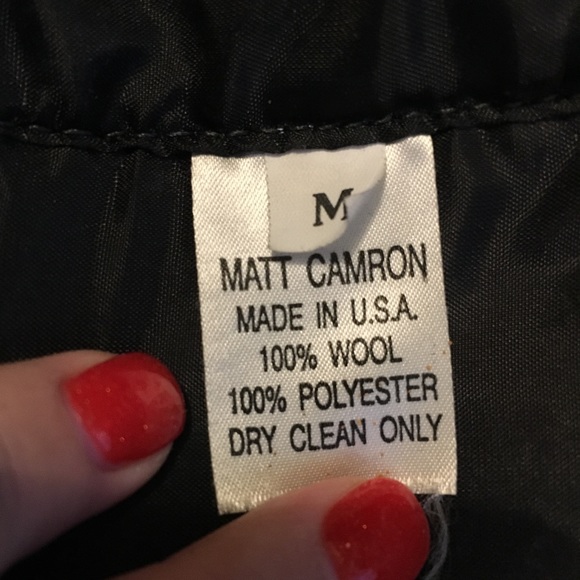 M
MATT CAMRON
MADE IN U.S.A.
100% WOOL
100% POLYESTER
DRY CLEAN ONLY